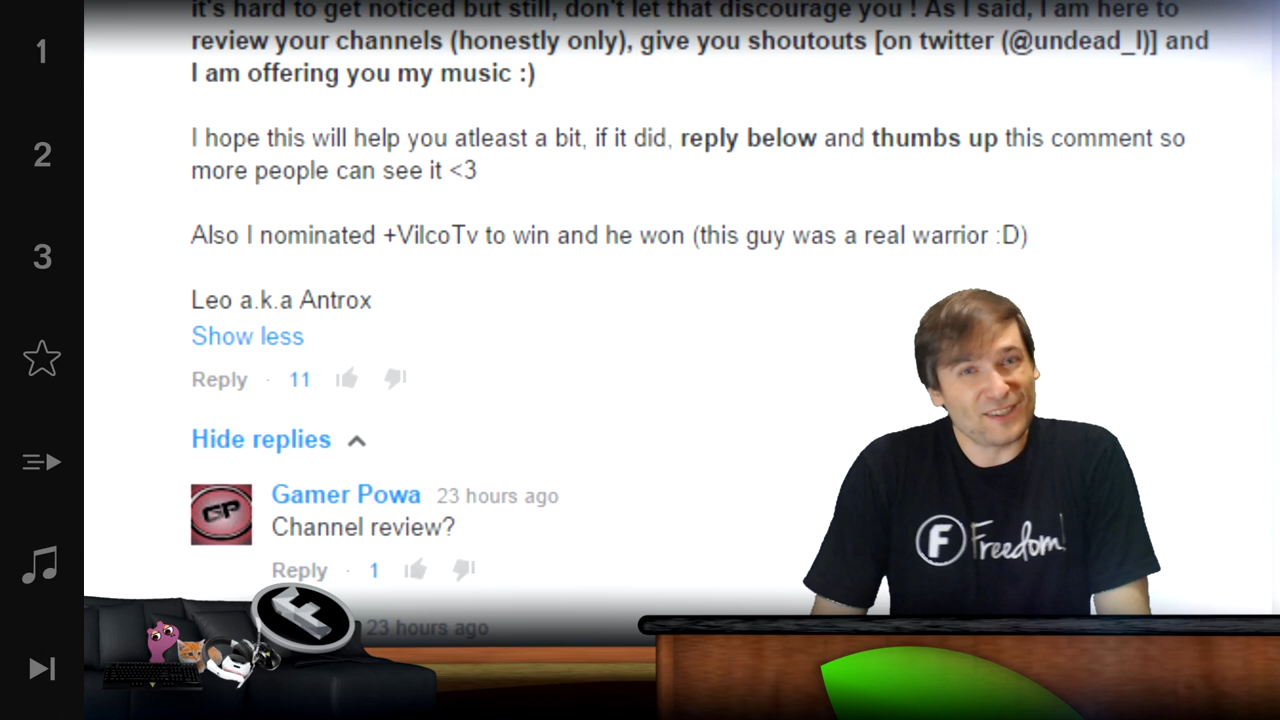 it's hard to get noticed but still, don't let that discourage you ! As I said, I am here to
review your channels (honestly only), give you shoutouts [on twitter (@undead_l)] and
I am offering you my music :)
I hope this will help you atleast a bit, if it did, reply below and thumbs up this comment so
more people can see it <3
Also I nominated +VilcoTv to win and he won (this guy was a real warrior :D)
Leo a.k.a Antrox
Show less
Reply · 11
Hide replies
GP
Gamer Powa 23 hours ago
Channel review?
Reply · 1
23 hours ago
1
2
3
F Freedom!
F